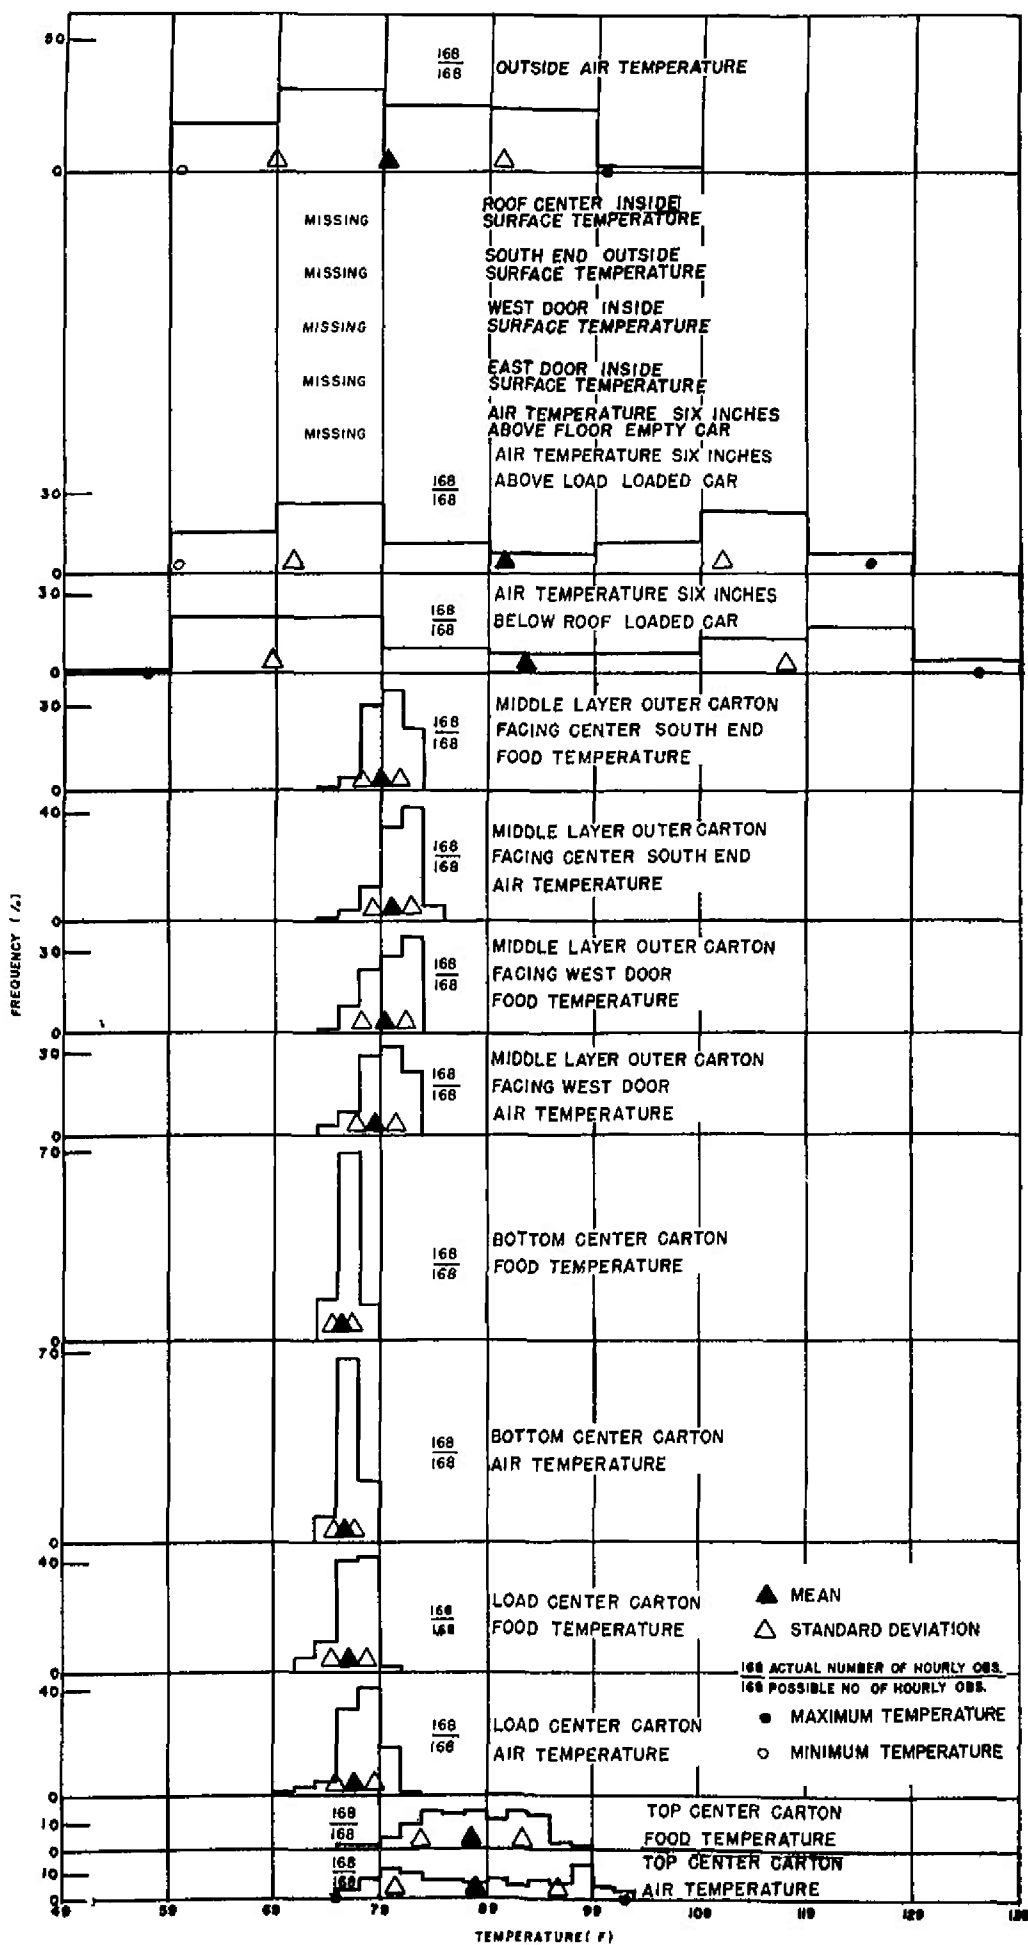 50
168
168
OUTSIDE AIR TEMPERATURE
0
MISSING
ROOF CENTER INSIDE
SURFACE TEMPERATURE
MISSING
SOUTH END OUTSIDE
SURFACE TEMPERATURE
MISSING
WEST DOOR INSIDE
SURFACE TEMPERATURE
MISSING
EAST DOOR INSIDE
SURFACE TEMPERATURE
MISSING
AIR TEMPERATURE SIX INCHES
ABOVE FLOOR EMPTY CAR
30
168
168
AIR TEMPERATURE SIX INCHES
ABOVE LOAD LOADED CAR
0
30
168
168
AIR TEMPERATURE SIX INCHES
BELOW ROOF LOADED CAR
0
30
168
168
MIDDLE LAYER OUTER CARTON
FACING CENTER SOUTH END
FOOD TEMPERATURE
0
40
168
168
MIDDLE LAYER OUTER CARTON
FACING CENTER SOUTH END
AIR TEMPERATURE
0
FREQUENCY (%)
30
168
168
MIDDLE LAYER OUTER CARTON
FACING WEST DOOR
FOOD TEMPERATURE
0
30
168
168
MIDDLE LAYER OUTER CARTON
FACING WEST DOOR
AIR TEMPERATURE
0
70
168
168
BOTTOM CENTER CARTON
FOOD TEMPERATURE
0
70
168
168
BOTTOM CENTER CARTON
AIR TEMPERATURE
0
40
168
168
LOAD CENTER CARTON
FOOD TEMPERATURE
0
MEAN
STANDARD DEVIATION
168 ACTUAL NUMBER OF HOURLY OBS.
168 POSSIBLE NO OF HOURLY OBS.
MAXIMUM TEMPERATURE
MINIMUM TEMPERATURE
40
168
168
LOAD CENTER CARTON
AIR TEMPERATURE
0
10
168
168
TOP CENTER CARTON
FOOD TEMPERATURE
0
10
168
168
TOP CENTER CARTON
AIR TEMPERATURE
0
50 60 70 80 90 100 110 120
TEMPERATURE( F)